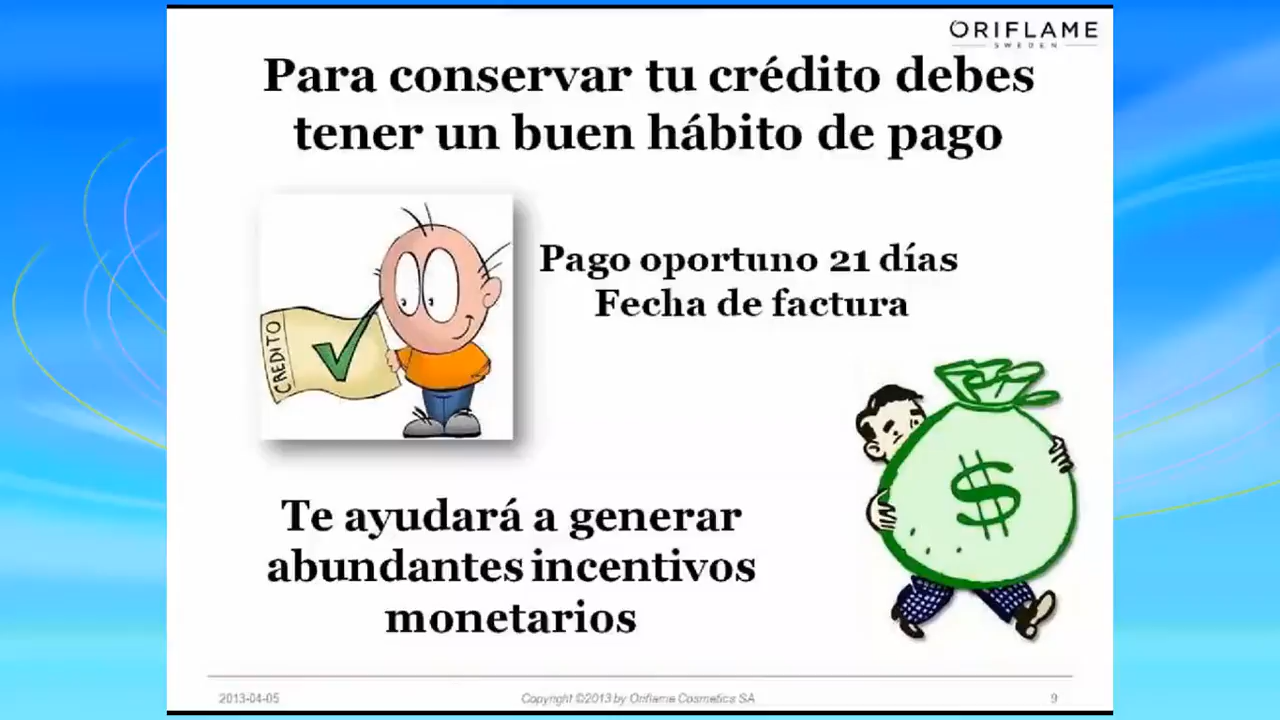 ORIFLAME
SWEDEN
Para conservar tu crédito debes
tener un buen hábito de pago
Pago oportuno 21 días
Fecha de factura
CREDITO
$
Te ayudará a generar
abundantes incentivos
monetarios
2013-04-05
Copyright ©2013 by Oriflame Cosmetics SA
9